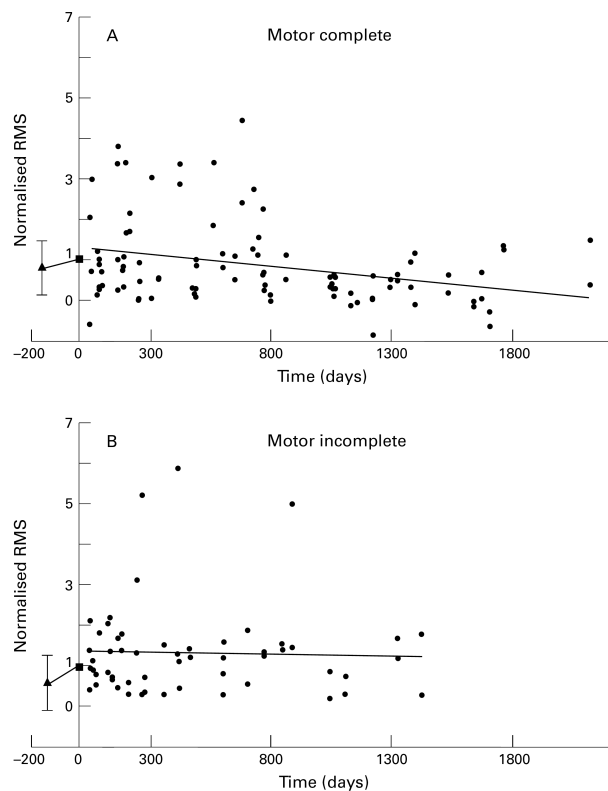 7
A
Motor complete
5
Normalised RMS
3
1
0
–200
0
300
800
1300
1800
Time (days)
7
B
Motor incomplete
5
Normalised RMS
3
1
0
–200
0
300
800
1300
1800
Time (days)